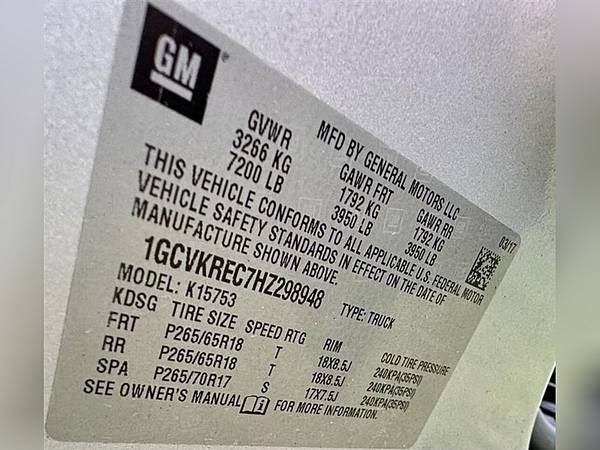 GM
MFD BY GENERAL MOTORS LLC
03/17
GVWR GAWR FRT GAWR RR
3266 KG 1792 KG 1792 KG
7200 LB 3950 LB 3950 LB
THIS VEHICLE CONFORMS TO ALL APPLICABLE U.S. FEDERAL MOTOR
VEHICLE SAFETY STANDARDS IN EFFECT ON THE DATE OF
MANUFACTURE SHOWN ABOVE.
1GCVKREC7HZ298948 TYPE: TRUCK
MODEL: K15753
KDSG TIRE SIZE SPEED RTG RIM COLD TIRE PRESSURE
FRT P265/65R18 T 18X8.5J 240KPA(35PSI)
RR P265/65R18 T 18X8.5J 240KPA(35PSI)
SPA P265/70R17 S 17X7.5J 240KPA(35PSI)
SEE OWNER'S MANUAL FOR MORE INFORMATION.